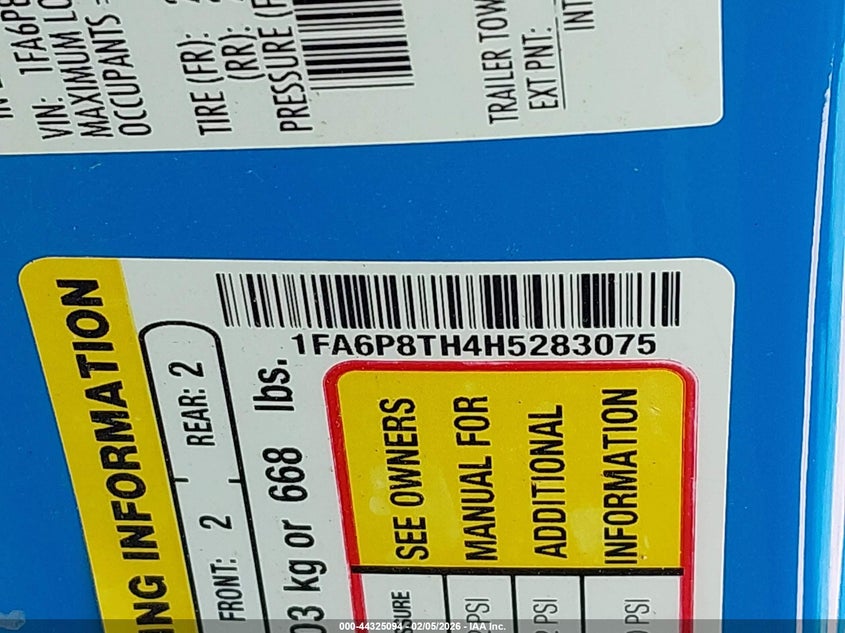 VIN: 1FA6P8
MAXIMUM LO
OCCUPANTS =
TIRE (FR):
(RR):
PRESSURE (F
TRAILER TOW
EXT PNT:
INT
ING INFORMATION
FRONT: 2 REAR: 2
03 kg or 668 lbs.
1FA6P8TH4H5283075
SEE OWNERS
MANUAL FOR
ADDITIONAL
INFORMATION
SURE
PSI
PSI
PSI
000-44325094 - 02/05/2026 - IAA Inc.